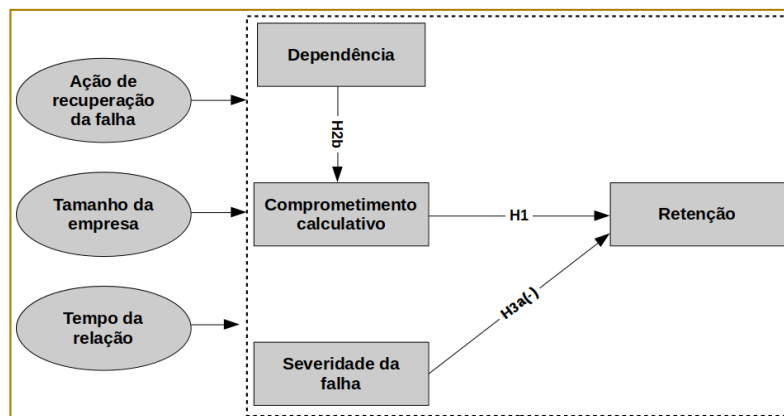 Dependência
Ação de
recuperação
da falha
H2b
Tamanho da
empresa
Comprometimento
calculativo
H1
Retenção
Tempo da
relação
H3a(-)
Severidade da
falha